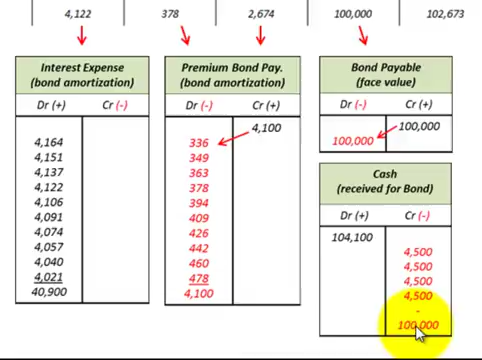 4,122 378 2,674 100,000 102,673
Interest Expense
(bond amortization)
Dr (+) Cr (-)
4,164
4,151
4,137
4,122
4,106
4,091
4,074
4,057
4,040
4,021
40,900
Premium Bond Pay.
(bond amortization)
Dr (-) Cr (+)
4,100
336
349
363
378
394
409
426
442
460
478
4,100
Bond Payable
(face value)
Dr (-) Cr (+)
100,000
100,000
Cash
(received for Bond)
Dr (+) Cr (-)
104,100
4,500
4,500
4,500
4,500
-
100,000